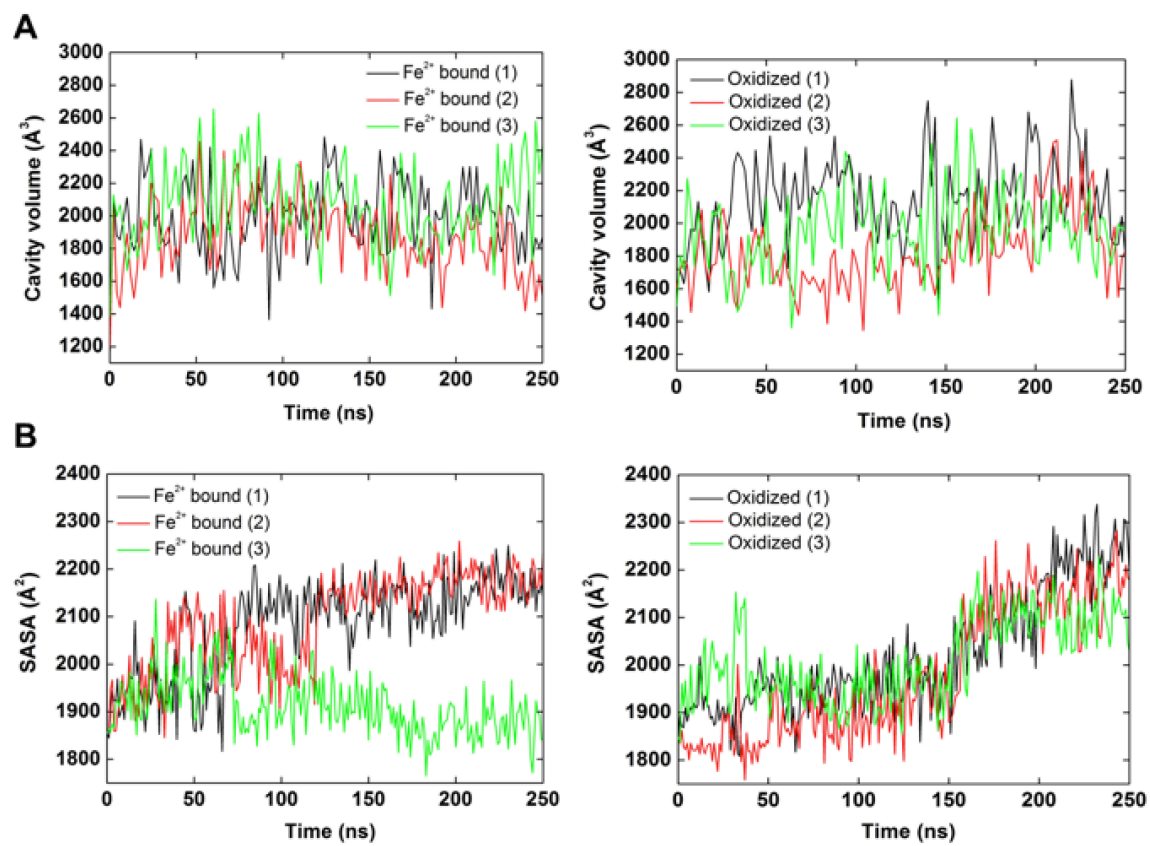 A
Cavity volume (Å³)
3000
2800
2600
2400
2200
2000
1800
1600
1400
1200
Fe²⁺ bound (1)
Fe²⁺ bound (2)
Fe²⁺ bound (3)
0 50 100 150 200 250
Time (ns)
Cavity volume (Å³)
3000
2800
2600
2400
2200
2000
1800
1600
1400
1200
1100
Oxidized (1)
Oxidized (2)
Oxidized (3)
0 50 100 150 200 250
Time (ns)
B
SASA (Å²)
2400
2300
2200
2100
2000
1900
1800
Fe²⁺ bound (1)
Fe²⁺ bound (2)
Fe²⁺ bound (3)
0 50 100 150 200 250
Time (ns)
SASA (Å²)
2400
2300
2200
2100
2000
1900
1800
Oxidized (1)
Oxidized (2)
Oxidized (3)
0 50 100 150 200 250
Time (ns)